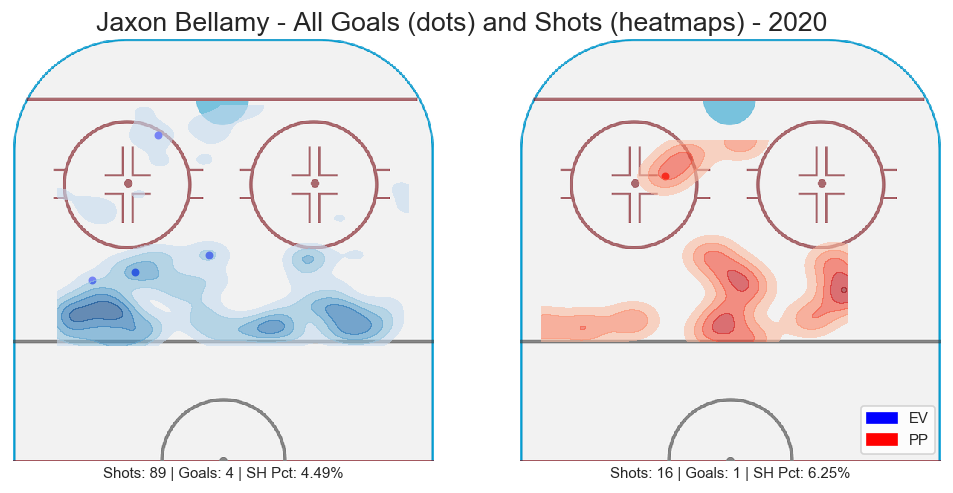 Jaxon Bellamy - All Goals (dots) and Shots (heatmaps) - 2020
EV
PP
Shots: 89 | Goals: 4 | SH Pct: 4.49%
Shots: 16 | Goals: 1 | SH Pct: 6.25%